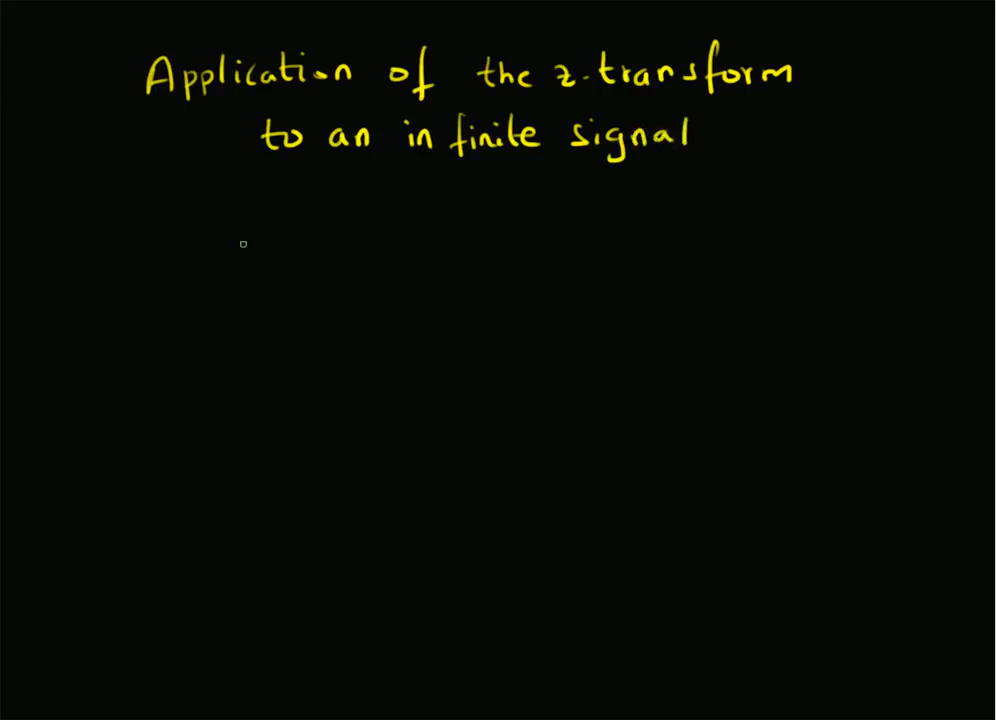 Application of the z-transform
to an infinite signal